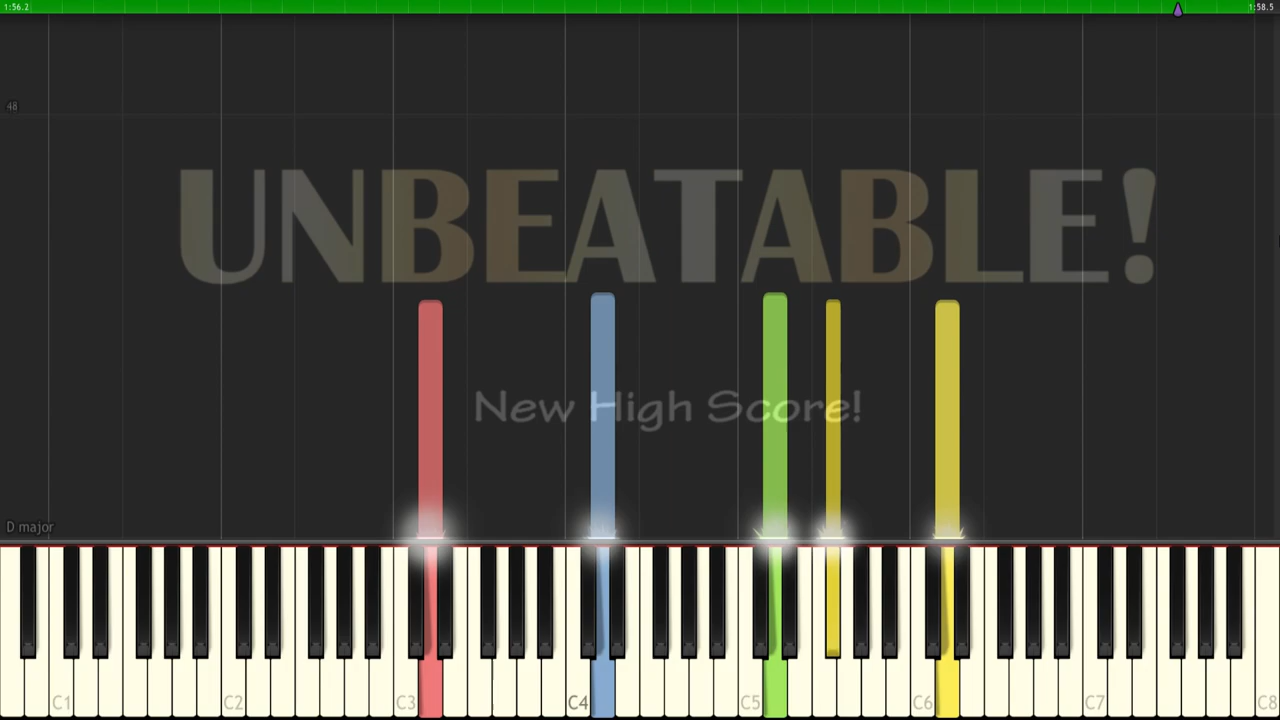 1:56.2 1:58.5
48
UNBEATABLE!
New High Score!
D major
C1 C2 C3 C4 C5 C6 C7 C8